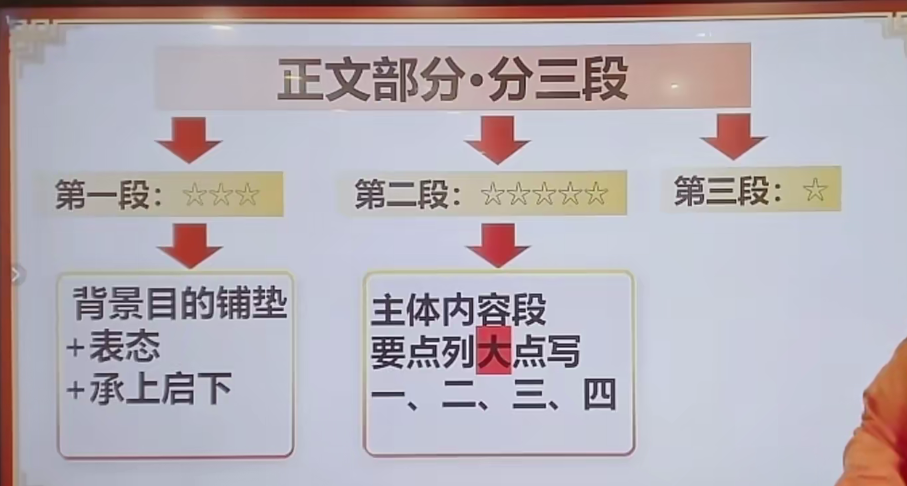 正文部分·分三段
第一段：☆☆☆
第二段：☆☆☆☆☆
第三段：☆
背景目的铺垫
+表态
+承上启下
主体内容段
要点列大点写
一、二、三、四